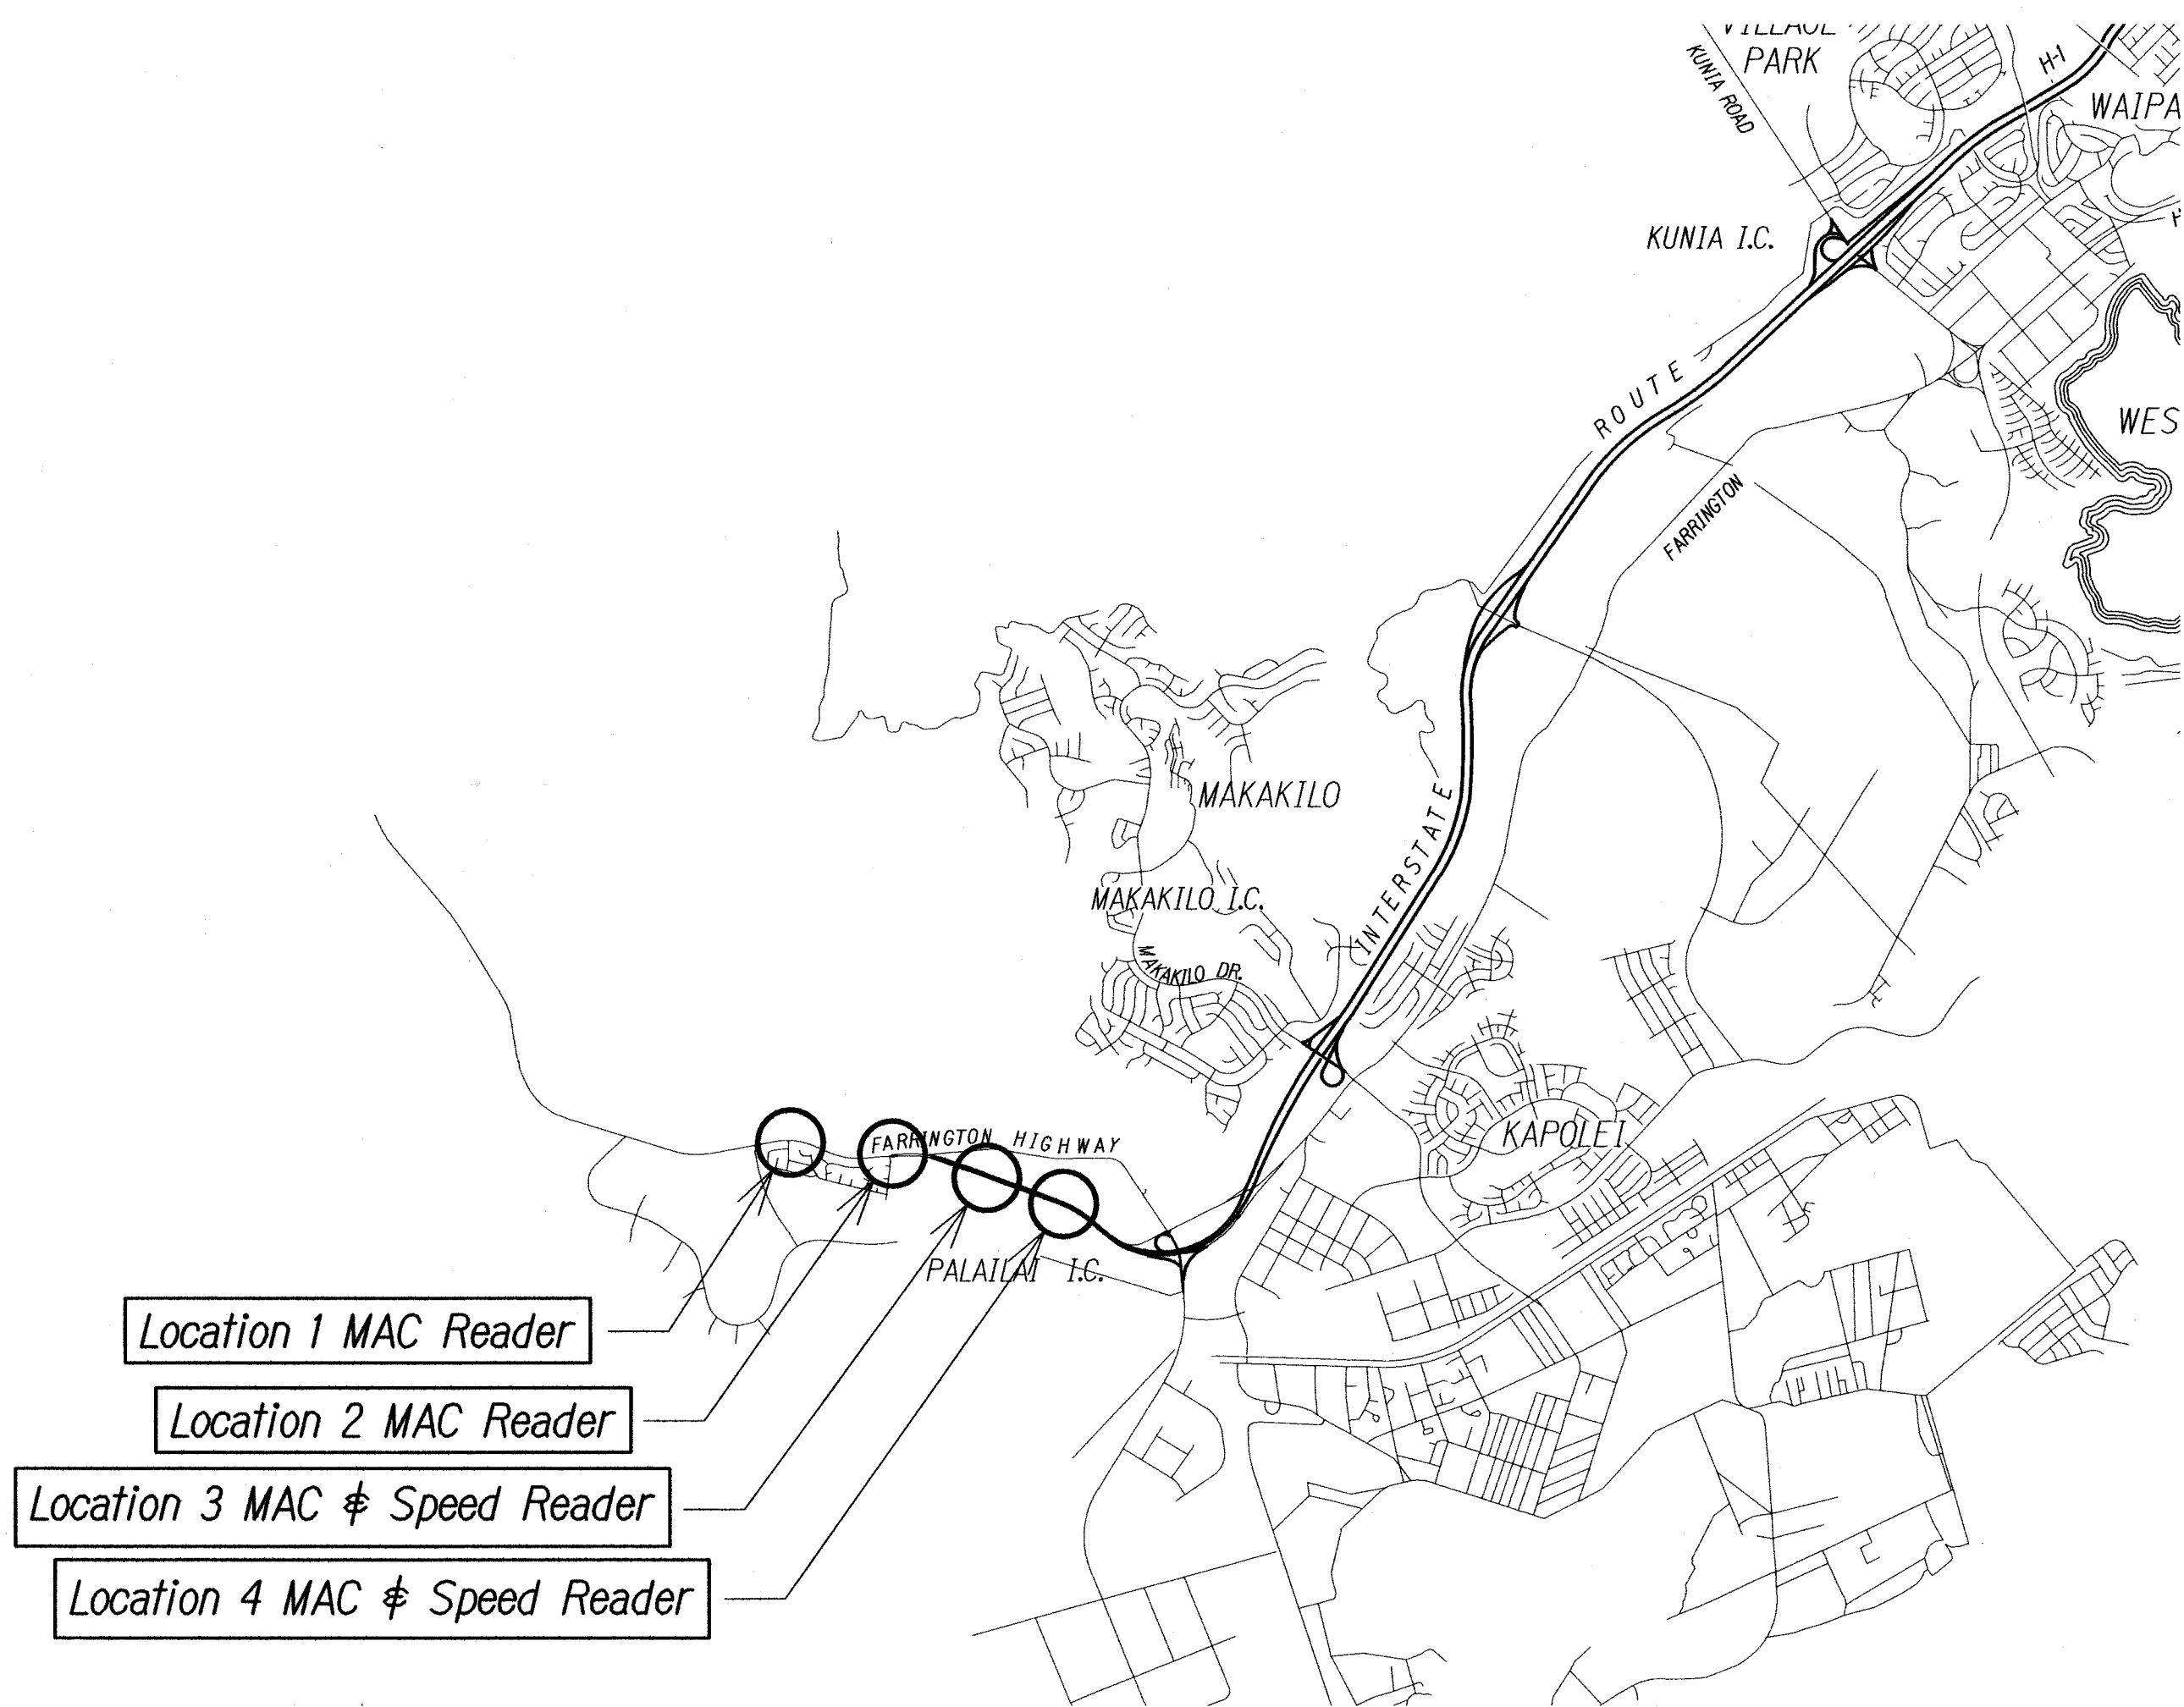 VILLAGE
PARK
KUNIA ROAD
H-1
WAIPA
KUNIA I.C.
ROUTE
WES
FARRINGTON
MAKAKILO
INTERSTATE
MAKAKILO I.C.
MAKAKILO DR.
KAPOLEI
FARRINGTON HIGHWAY
PALAILAI I.C.
Location 1 MAC Reader
Location 2 MAC Reader
Location 3 MAC & Speed Reader
Location 4 MAC & Speed Reader